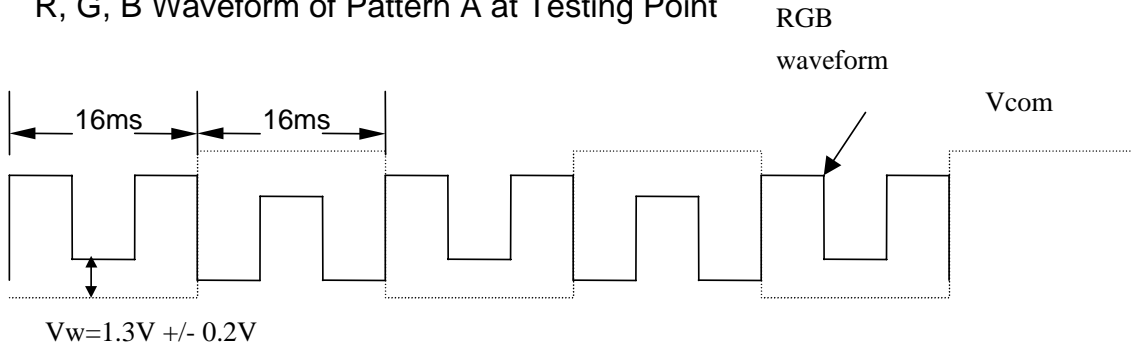 R, G, B Waveform of Pattern A at Testing Point
RGB
waveform
Vcom
16ms
16ms
Vw=1.3V +/- 0.2V